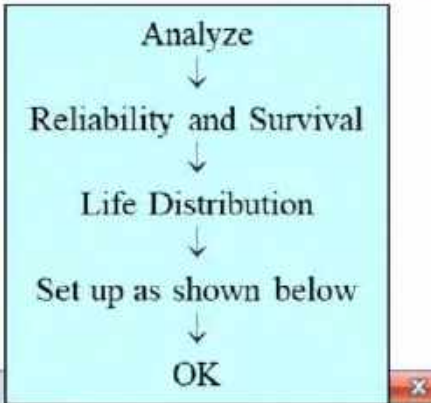 Analyze
↓
Reliability and Survival
↓
Life Distribution
↓
Set up as shown below
↓
OK